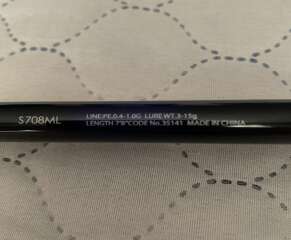 S708ML
LINE:PE.0.4-1.0G LURE WT.3-15g
LENGTH 7'8"CODE No.35141 MADE IN CHINA